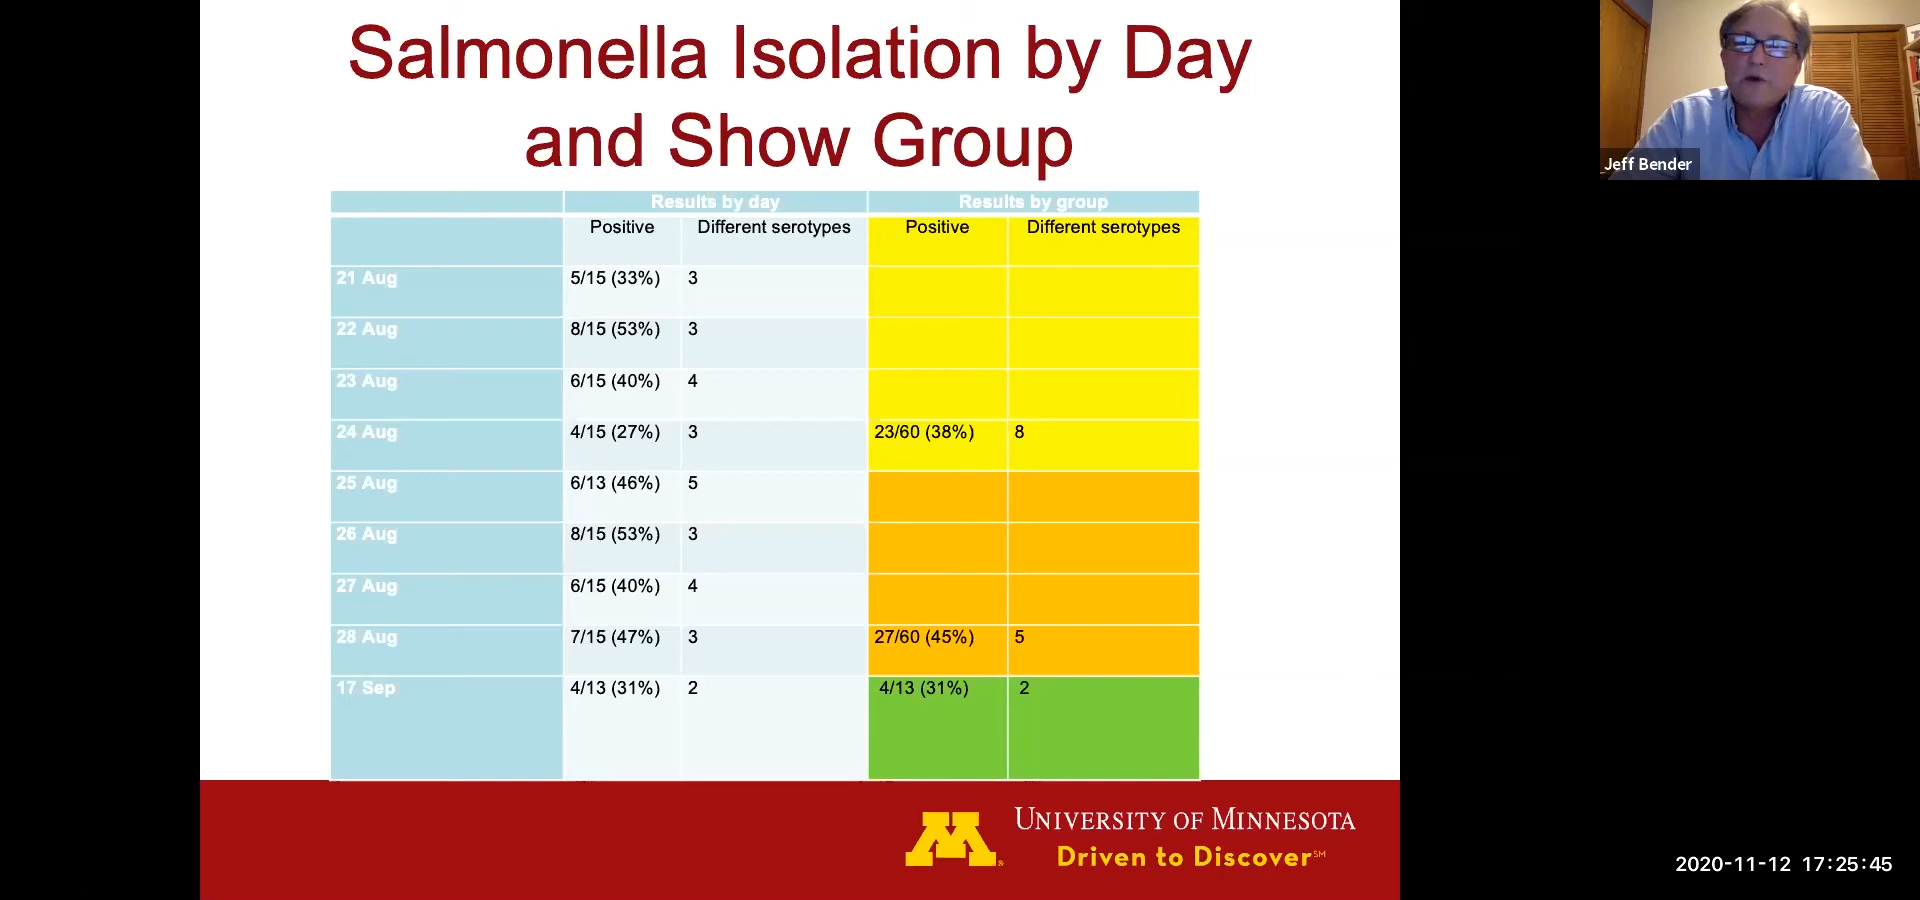 Salmonella Isolation by Day
and Show Group
Results by day Results by group
Positive Different serotypes Positive Different serotypes
21 Aug 5/15 (33%) 3
22 Aug 8/15 (53%) 3
23 Aug 6/15 (40%) 4
24 Aug 4/15 (27%) 3 23/60 (38%) 8
25 Aug 6/13 (46%) 5
26 Aug 8/15 (53%) 3
27 Aug 6/15 (40%) 4
28 Aug 7/15 (47%) 3 27/60 (45%) 5
17 Sep 4/13 (31%) 2 4/13 (31%) 2
M®
UNIVERSITY OF MINNESOTA
Driven to Discover℠
Jeff Bender
2020-11-12 17:25:45